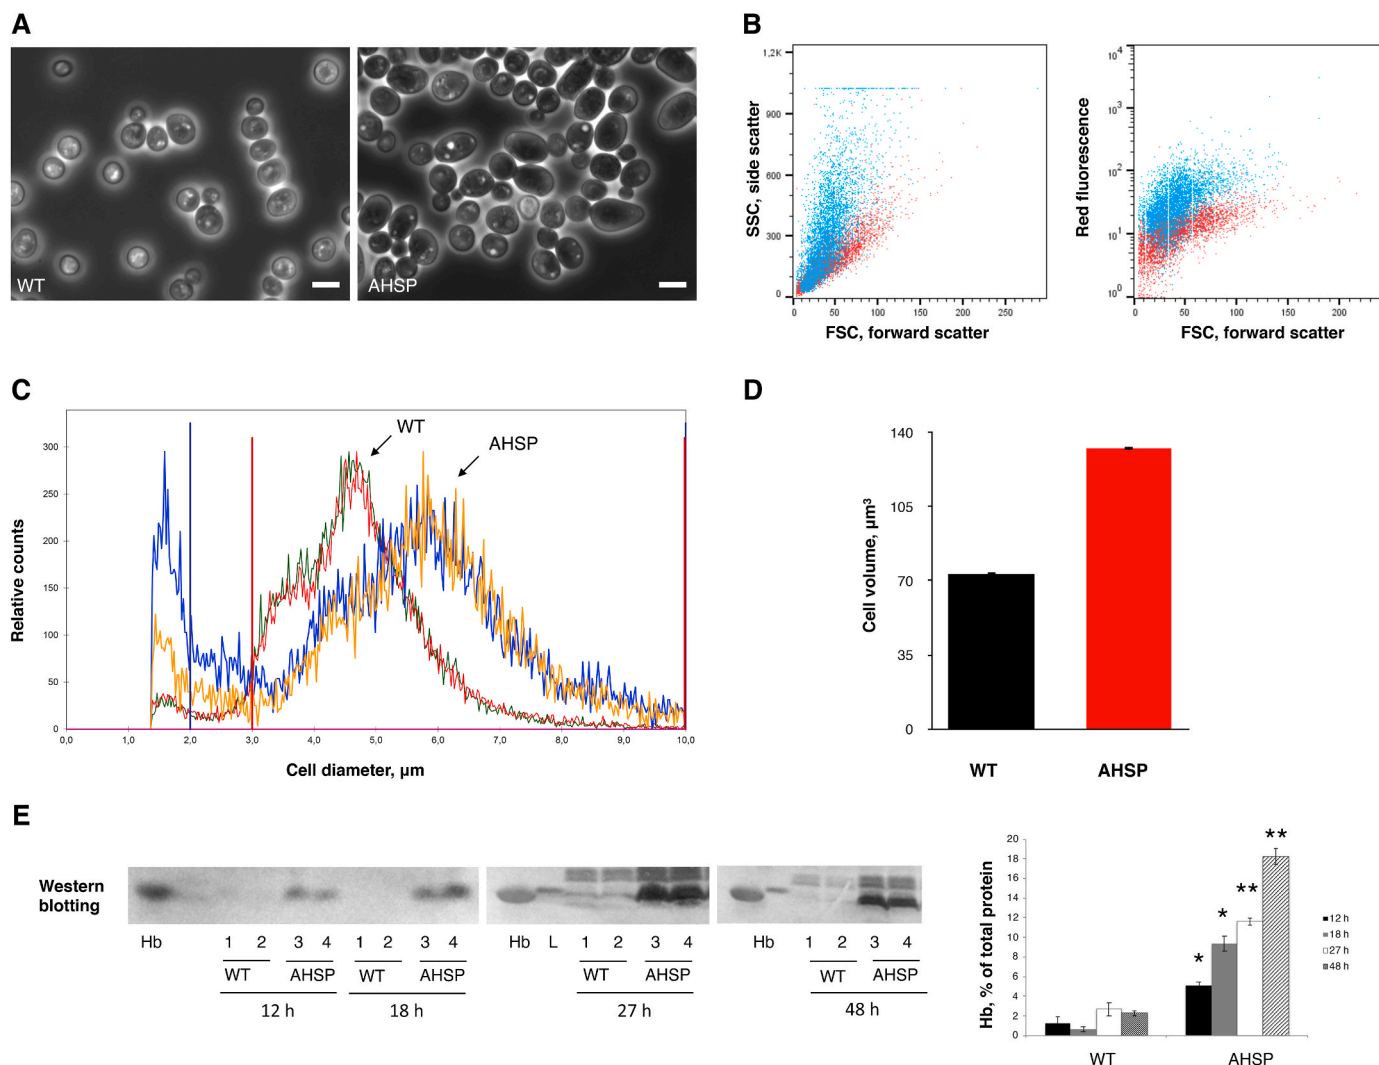 A
WT
AHSP
B
1,2K
900
600
300
0
SSC, side scatter
0 50 100 150 200 250
FSC, forward scatter
10^4
10^3
10^2
10^1
10^0
Red fluorescence
0 50 100 150 200
FSC, forward scatter
C
300
250
200
150
100
50
0
Relative counts
WT
AHSP
0,0 1,0 2,0 3,0 4,0 5,0 6,0 7,0 8,0 9,0 10,0
Cell diameter, µm
D
140
105
70
35
0
Cell volume, µm³
WT AHSP
E
Western
blotting
Hb 1 2 3 4 1 2 3 4
WT AHSP WT AHSP
12 h 18 h
Hb L 1 2 3 4
WT AHSP
27 h
Hb 1 2 3 4
WT AHSP
48 h
20
18
16
14
12
10
8
6
4
2
0
Hb, % of total protein
* * ** **
WT AHSP
12 h
18 h
27 h
48 h